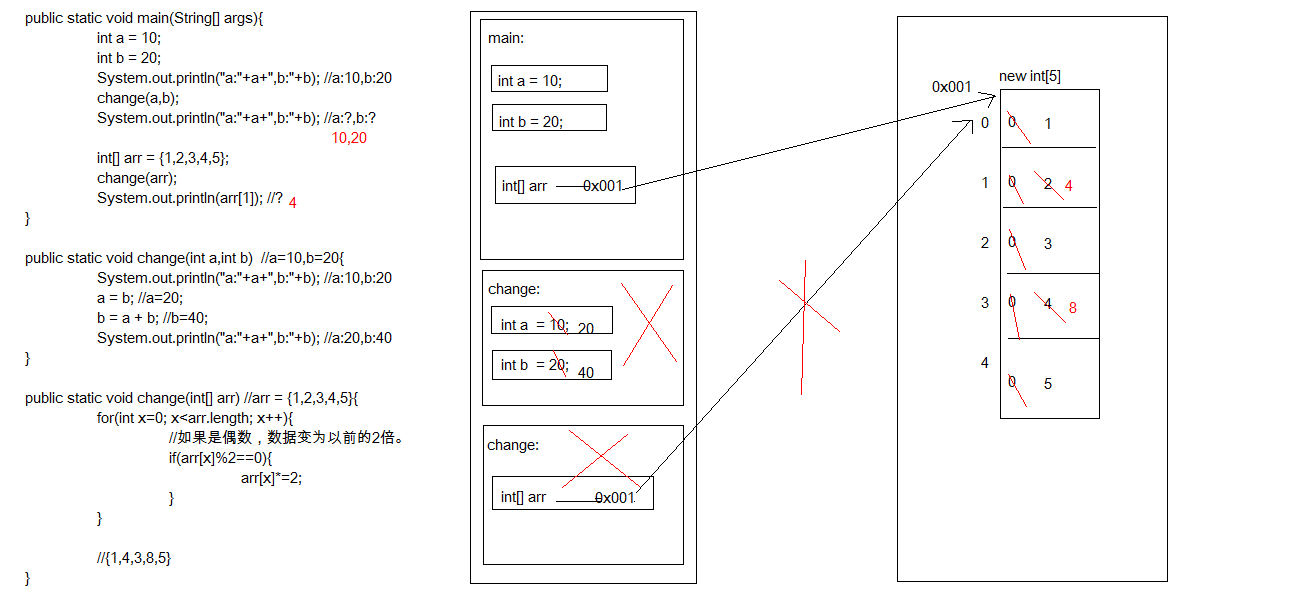 public static void main(String[] args){
int a = 10;
int b = 20;
System.out.println("a:"+a+",b:"+b); //a:10,b:20
change(a,b);
System.out.println("a:"+a+",b:"+b); //a:?,b:?
10,20
int[] arr = {1,2,3,4,5};
change(arr);
System.out.println(arr[1]); //? 4
}
public static void change(int a,int b)  //a=10,b=20{
System.out.println("a:"+a+",b:"+b); //a:10,b:20
a = b; //a=20;
b = a + b; //b=40;
System.out.println("a:"+a+",b:"+b); //a:20,b:40
}
public static void change(int[] arr) //arr = {1,2,3,4,5}{
for(int x=0; x<arr.length; x++){
//如果是偶数，数据变为以前的2倍。
if(arr[x]%2==0){
arr[x]*=2;
}
}
//{1,4,3,8,5}
}
main:
int a = 10;
int b = 20;
int[] arr 0x001
change:
int a  = 10; 20
int b  = 20; 40
change:
int[] arr 0x001
new int[5]
0x001
0 0 1
1 0 2 4
2 0 3
3 0 4 8
4
0 5